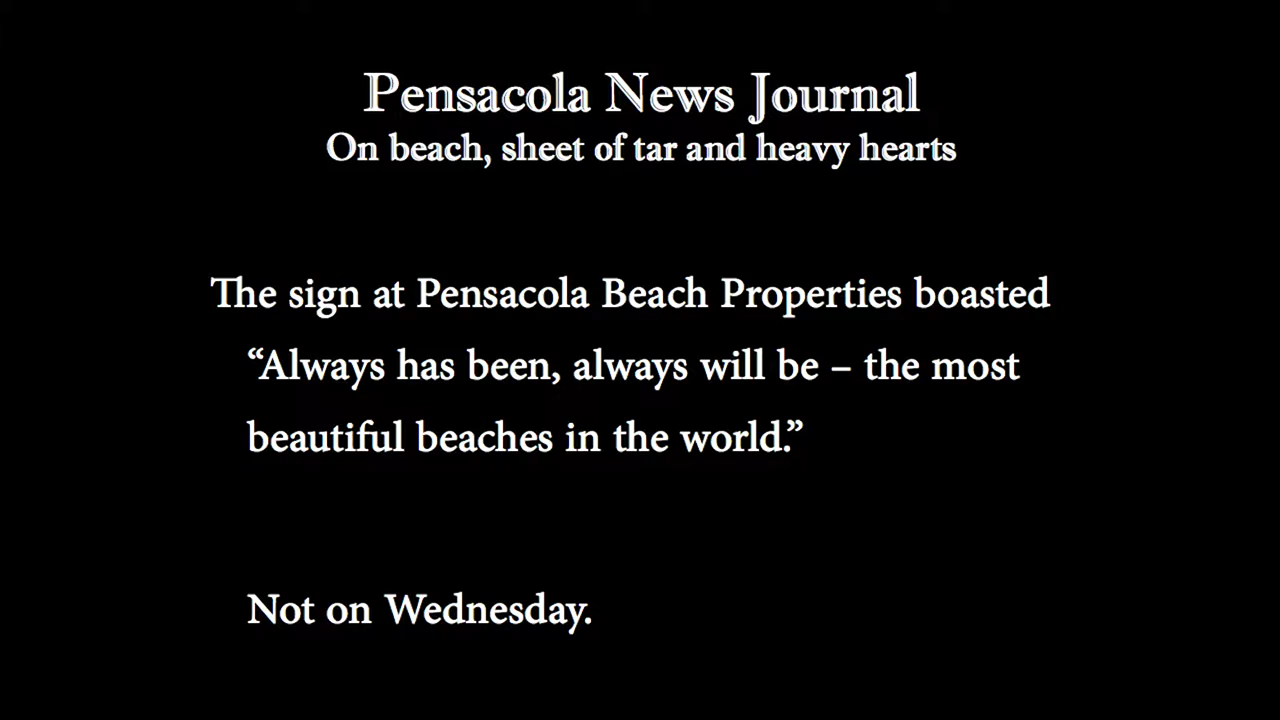 Pensacola News Journal
On beach, sheet of tar and heavy hearts
The sign at Pensacola Beach Properties boasted
“Always has been, always will be – the most
beautiful beaches in the world.”
Not on Wednesday.